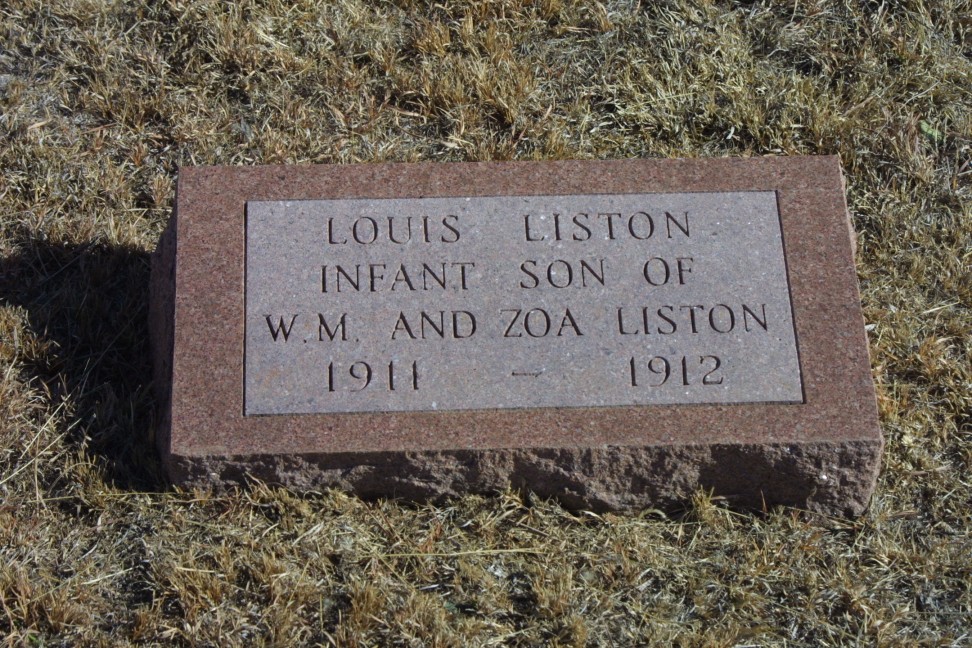 LOUIS LISTON
INFANT SON OF
W. M. AND ZOA LISTON
1911 - 1912